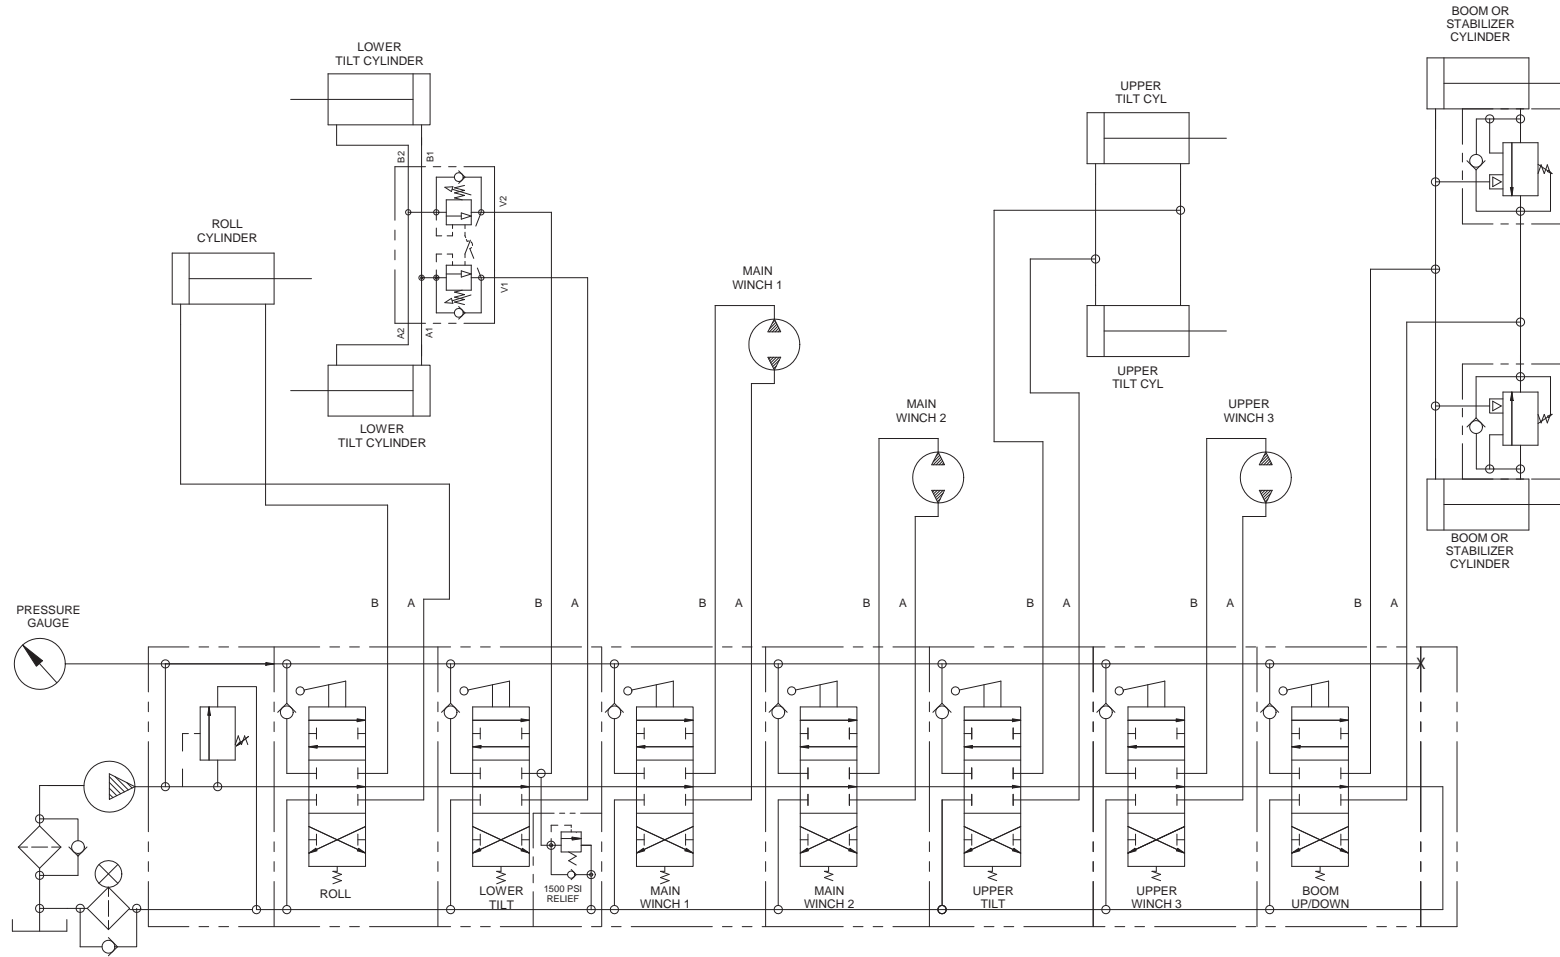 BOOM OR
STABILIZER
CYLINDER
LOWER
TILT CYLINDER
UPPER
TILT CYL
B2
B1
V2
ROLL
CYLINDER
MAIN
WINCH 1
V1
A2
A1
UPPER
TILT CYL
MAIN
WINCH 2
UPPER
WINCH 3
LOWER
TILT CYLINDER
BOOM OR
STABILIZER
CYLINDER
B
A
B
A
B
A
B
A
B
A
B
A
B
A
PRESSURE
GAUGE
X
ROLL
LOWER
TILT
1500 PSI
RELIEF
MAIN
WINCH 1
MAIN
WINCH 2
UPPER
TILT
UPPER
WINCH 3
BOOM
UP/DOWN